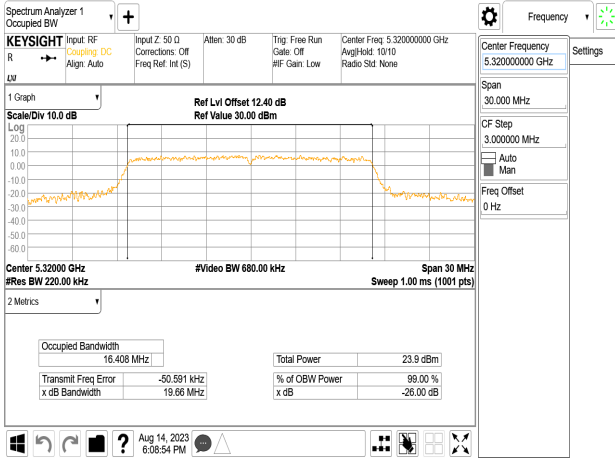 Spectrum Analyzer 1
Occupied BW
Frequency
KEYSIGHT
R
LXI
Input: RF
Coupling: DC
Align: Auto
Input Z: 50 Ω
Corrections: Off
Freq Ref: Int (S)
Atten: 30 dB
Trig: Free Run
Gate: Off
#IF Gain: Low
Center Freq: 5.320000000 GHz
Avg|Hold: 10/10
Radio Std: None
Center Frequency
5.320000000 GHz
Settings
Span
30.000 MHz
CF Step
3.000000 MHz
Auto
Man
Freq Offset
0 Hz
1 Graph
Scale/Div 10.0 dB
Ref Lvl Offset 12.40 dB
Ref Value 30.00 dBm
Log
20.0
10.0
0.00
-10.0
-20.0
-30.0
-40.0
-50.0
-60.0
Center 5.32000 GHz
#Res BW 220.00 kHz
#Video BW 680.00 kHz
Span 30 MHz
Sweep 1.00 ms (1001 pts)
2 Metrics
Occupied Bandwidth
16.408 MHz
Transmit Freq Error -50.591 kHz
x dB Bandwidth 19.66 MHz
Total Power 23.9 dBm
% of OBW Power 99.00 %
x dB -26.00 dB
?
Aug 14, 2023
6:08:54 PM